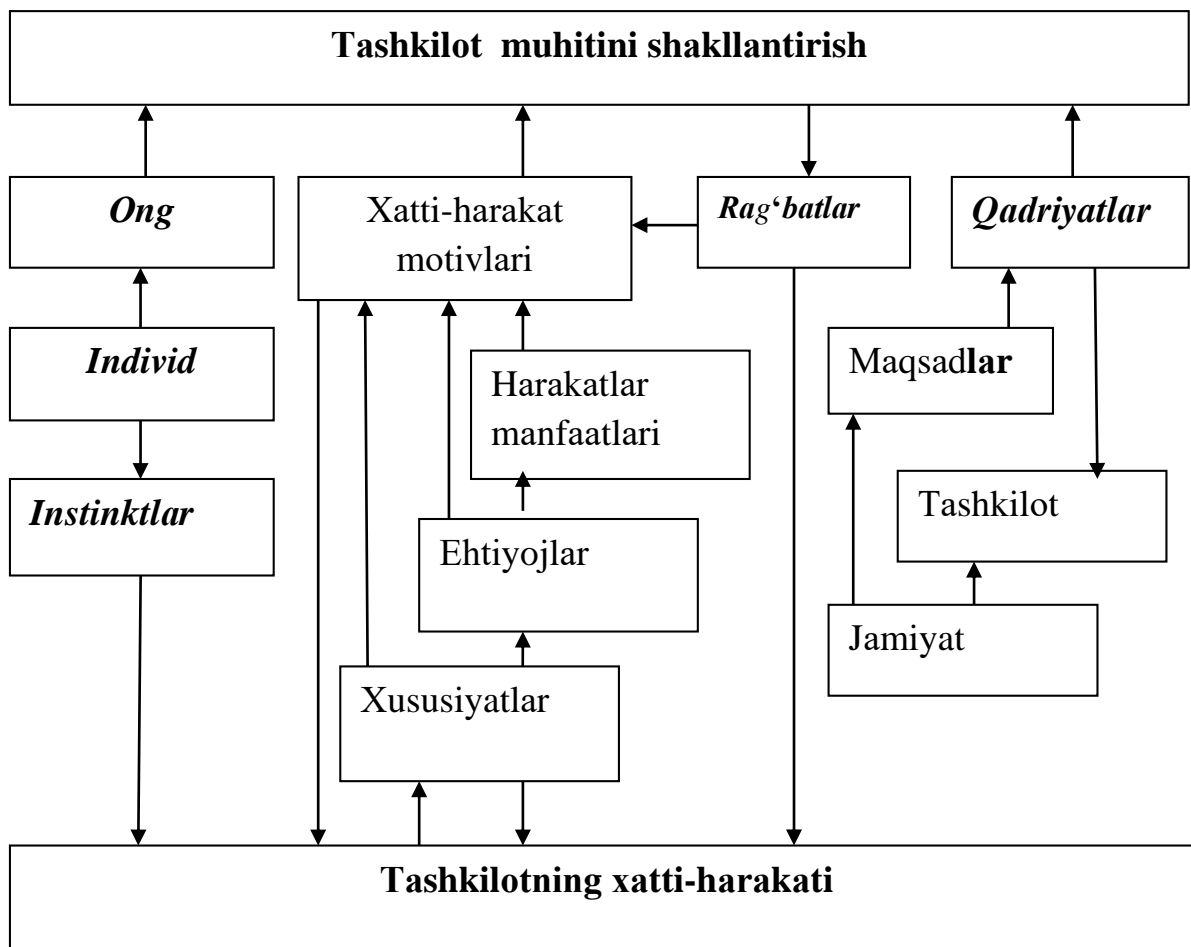 Tashkilot muhitini shakllantirish
Ong
Xatti-harakat
motivlari
Rag‘batlar
Qadriyatlar
Individ
Harakatlar
manfaatlari
Maqsadlar
Instinktlar
Tashkilot
Ehtiyojlar
Jamiyat
Xususiyatlar
Tashkilotning xatti-harakati